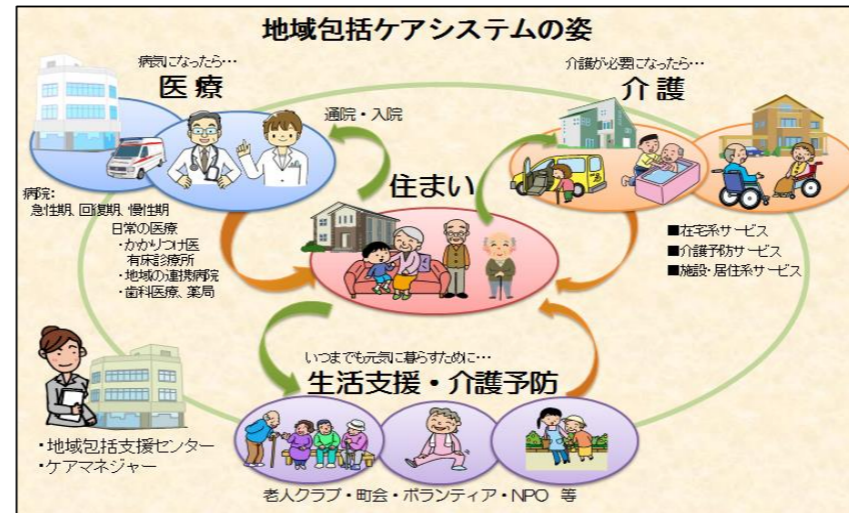 地域包括ケアシステムの姿
病気になったら…
医療
通院・入院
介護が必要になったら…
介護
住まい
病院:
急性期、回復期、慢性期
日常の医療
・かかりつけ医
有床診療所
・地域の連携病院
・歯科医療、薬局
■在宅系サービス
■介護予防サービス
■施設・居住系サービス
いつまでも元気に暮らすために…
生活支援・介護予防
・地域包括支援センター
・ケアマネジャー
老人クラブ・町会・ボランティア・NPO 等